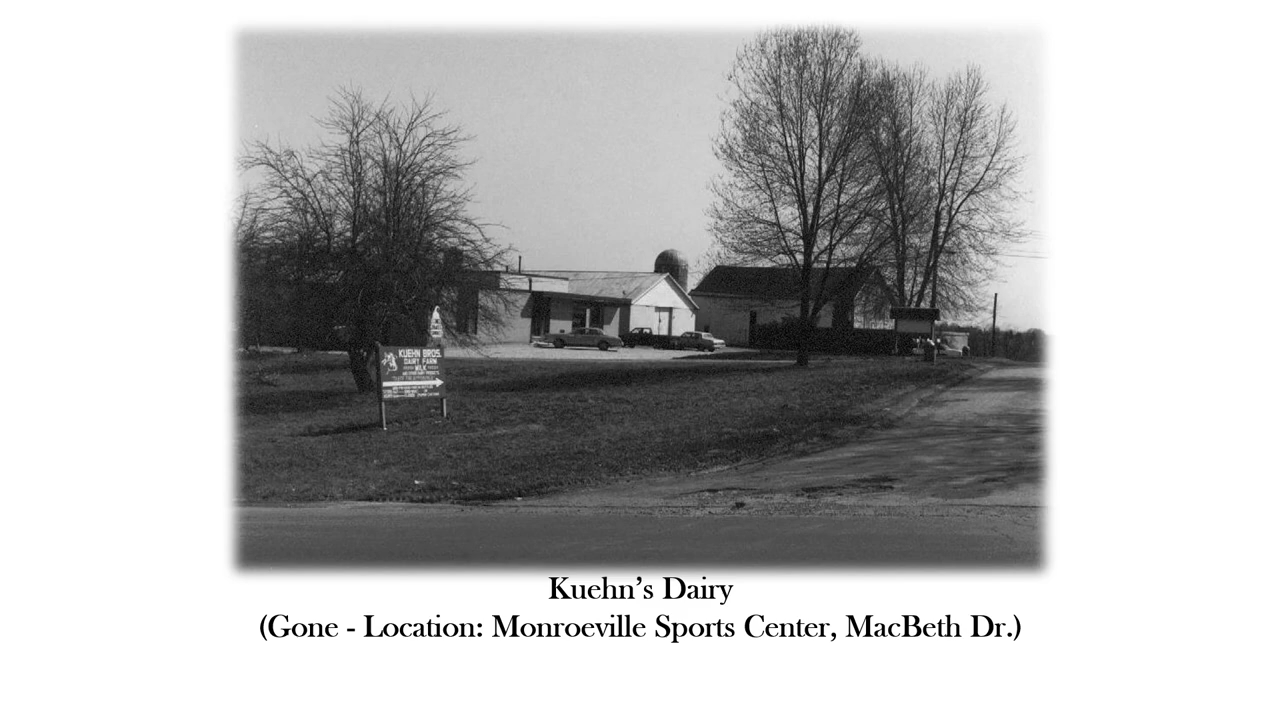 KUEHN BROS.
DAIRY FARM
MILK
Kuehn's Dairy
(Gone - Location: Monroeville Sports Center, MacBeth Dr.)